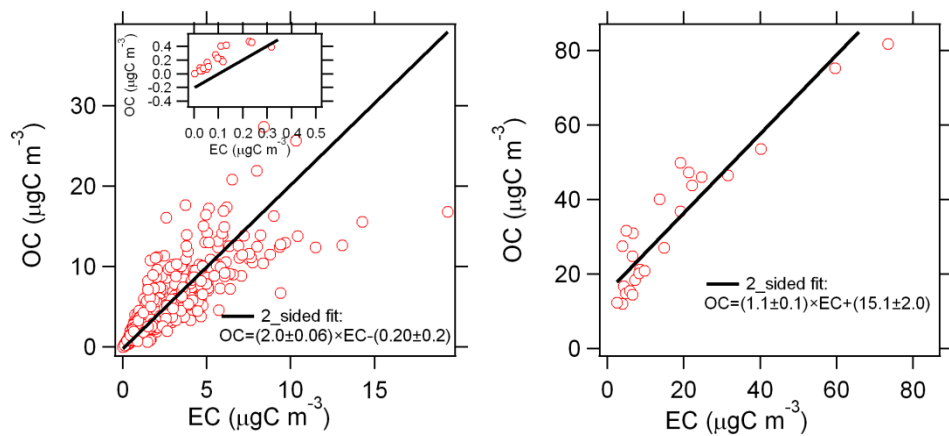 OC (µgC m⁻³)
30
20
10
0
0
5
10
15
EC (µgC m⁻³)
OC (µgC m⁻³)
0.4
0.2
0.0
-0.2
-0.4
0.0 0.1 0.2 0.3 0.4 0.5
EC (µgC m⁻³)
2_sided fit:
OC=(2.0±0.06)×EC-(0.20±0.2)
OC (µgC m⁻³)
80
60
40
20
0
0
20
40
60
80
EC (µgC m⁻³)
2_sided fit:
OC=(1.1±0.1)×EC+(15.1±2.0)